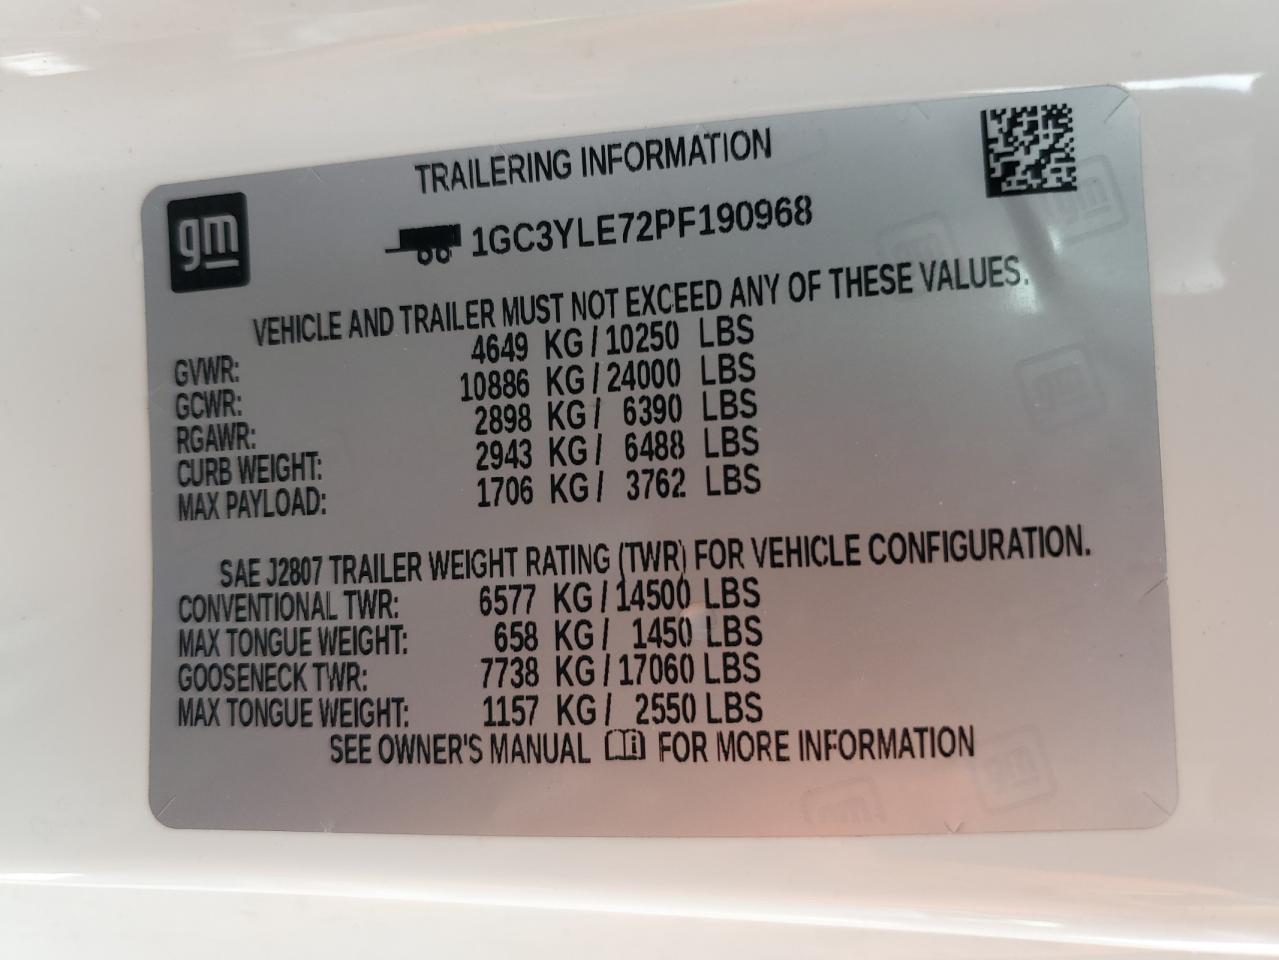 TRAILERING INFORMATION
gm
1GC3YLE72PF190968
VEHICLE AND TRAILER MUST NOT EXCEED ANY OF THESE VALUES.
GVWR: 4649 KG / 10250 LBS
GCWR: 10886 KG / 24000 LBS
RGAWR: 2898 KG / 6390 LBS
CURB WEIGHT: 2943 KG / 6488 LBS
MAX PAYLOAD: 1706 KG / 3762 LBS
SAE J2807 TRAILER WEIGHT RATING (TWR) FOR VEHICLE CONFIGURATION.
CONVENTIONAL TWR: 6577 KG / 14500 LBS
MAX TONGUE WEIGHT: 658 KG / 1450 LBS
GOOSENECK TWR: 7738 KG / 17060 LBS
MAX TONGUE WEIGHT: 1157 KG / 2550 LBS
SEE OWNER'S MANUAL FOR MORE INFORMATION